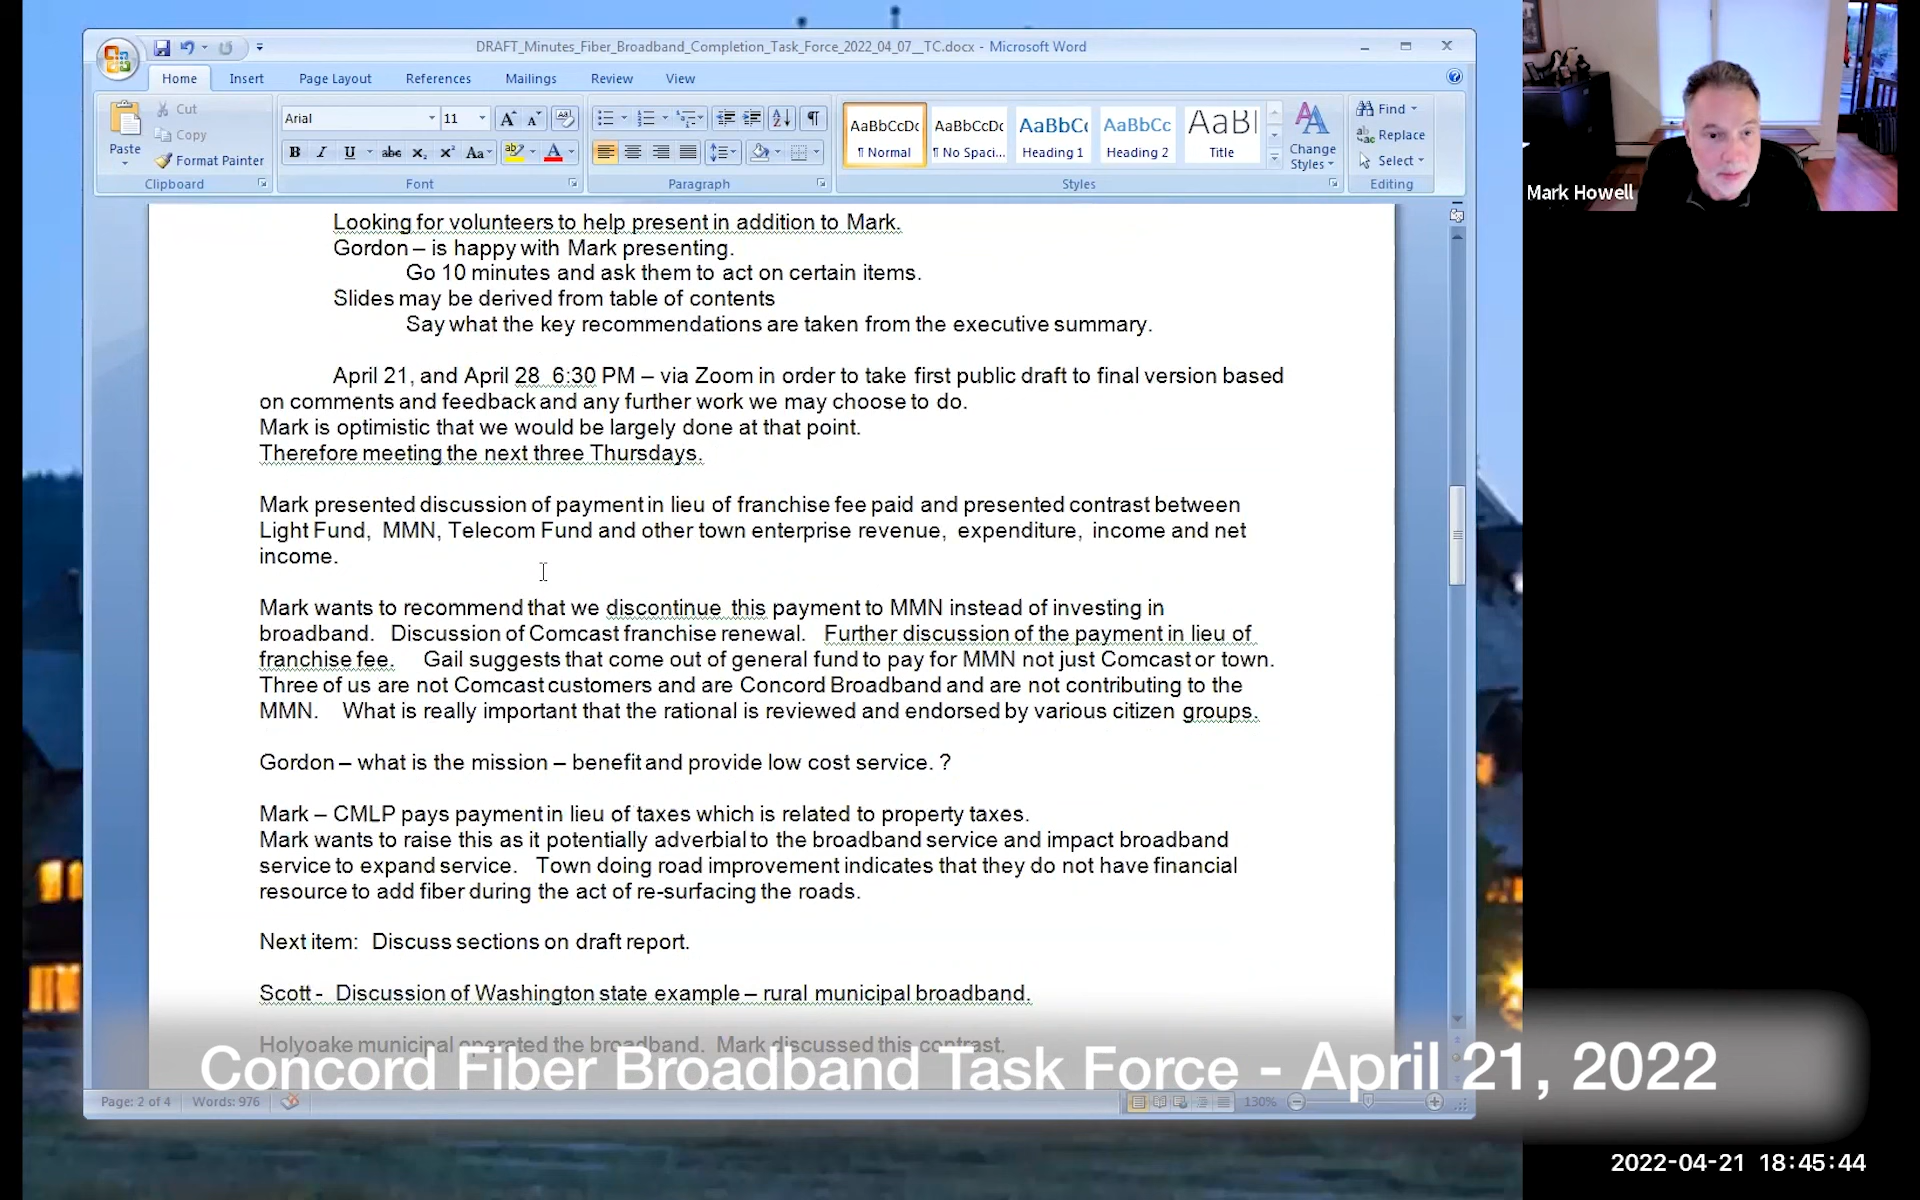 DRAFT_Minutes_Fiber_Broadband_Completion_Task_Force_2022_04_07__TC.docx - Microsoft Word
Home Insert Page Layout References Mailings Review View
Paste
Cut
Copy
Format Painter
Clipboard
Arial 11
B I U abc X₂ X² Aa
Font
Paragraph
AaBbCcDc AaBbCcDc AaBbCc AaBbCc AaB
¶ Normal ¶ No Spaci... Heading 1 Heading 2 Title
Change Styles
Styles
Find
Replace
Select
Editing
Looking for volunteers to help present in addition to Mark.
Gordon – is happy with Mark presenting.
Go 10 minutes and ask them to act on certain items.
Slides may be derived from table of contents
Say what the key recommendations are taken from the executive summary.
April 21, and April 28 6:30 PM – via Zoom in order to take first public draft to final version based
on comments and feedback and any further work we may choose to do.
Mark is optimistic that we would be largely done at that point.
Therefore meeting the next three Thursdays.
Mark presented discussion of payment in lieu of franchise fee paid and presented contrast between
Light Fund, MMN, Telecom Fund and other town enterprise revenue, expenditure, income and net
income.
Mark wants to recommend that we discontinue this payment to MMN instead of investing in
broadband. Discussion of Comcast franchise renewal. Further discussion of the payment in lieu of
franchise fee. Gail suggests that come out of general fund to pay for MMN not just Comcast or town.
Three of us are not Comcast customers and are Concord Broadband and are not contributing to the
MMN. What is really important that the rational is reviewed and endorsed by various citizen groups.
Gordon – what is the mission – benefit and provide low cost service. ?
Mark – CMLP pays payment in lieu of taxes which is related to property taxes.
Mark wants to raise this as it potentially adverbial to the broadband service and impact broadband
service to expand service. Town doing road improvement indicates that they do not have financial
resource to add fiber during the act of re-surfacing the roads.
Next item: Discuss sections on draft report.
Scott - Discussion of Washington state example – rural municipal broadband.
Holyoake municipal operated the broadband. Mark discussed this contrast.
Concord Fiber Broadband Task Force - April 21, 2022
Page: 2 of 4 Words: 976 130%
Mark Howell
2022-04-21 18:45:44